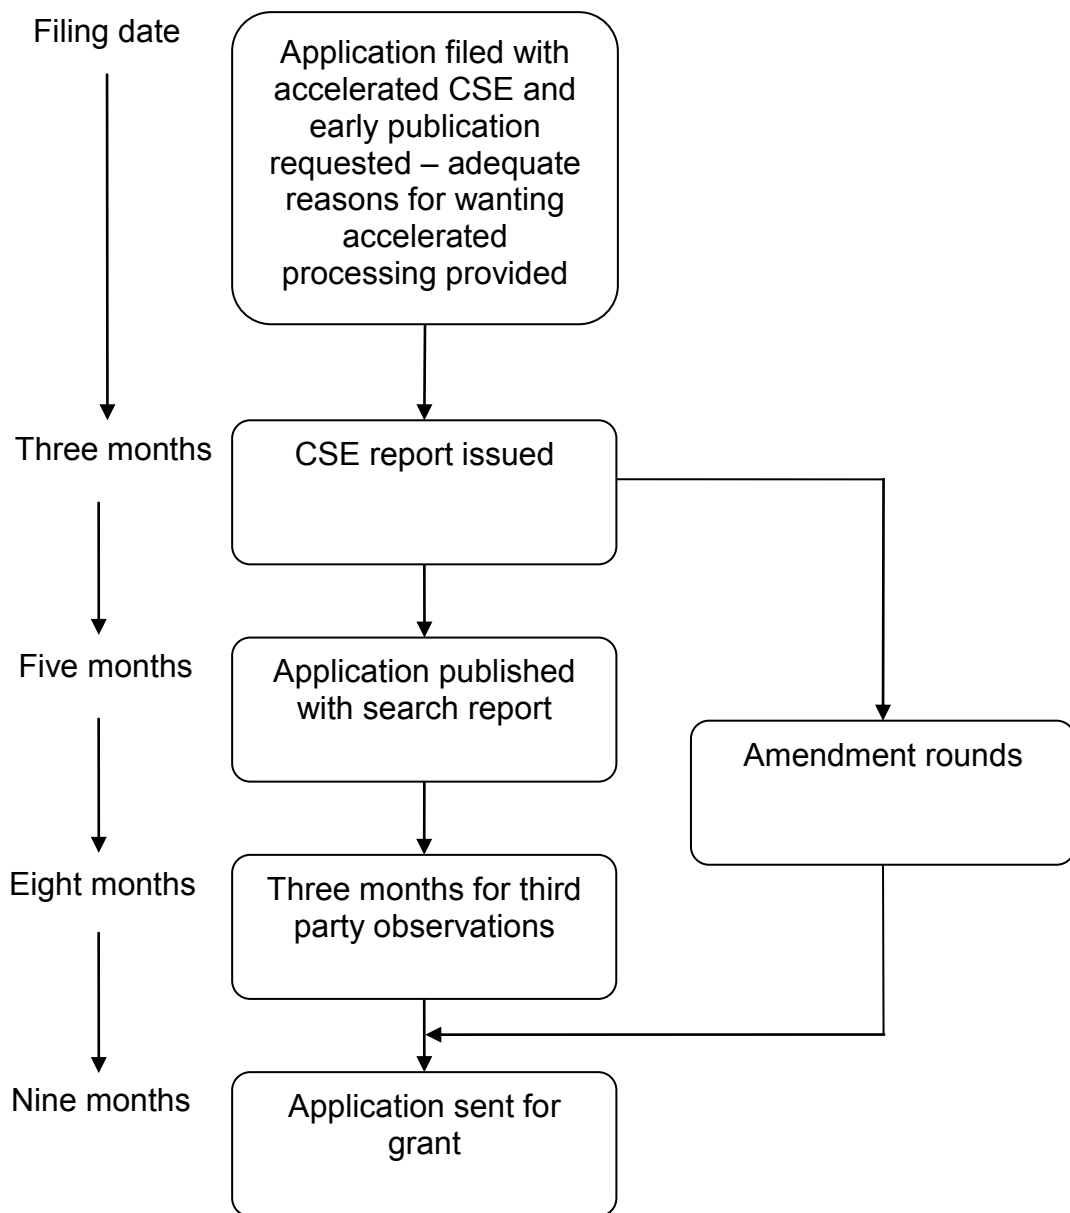 Filing date
Application filed with
accelerated CSE and
early publication
requested – adequate
reasons for wanting
accelerated
processing provided
Three months
CSE report issued
Five months
Application published
with search report
Amendment rounds
Eight months
Three months for third
party observations
Nine months
Application sent for
grant